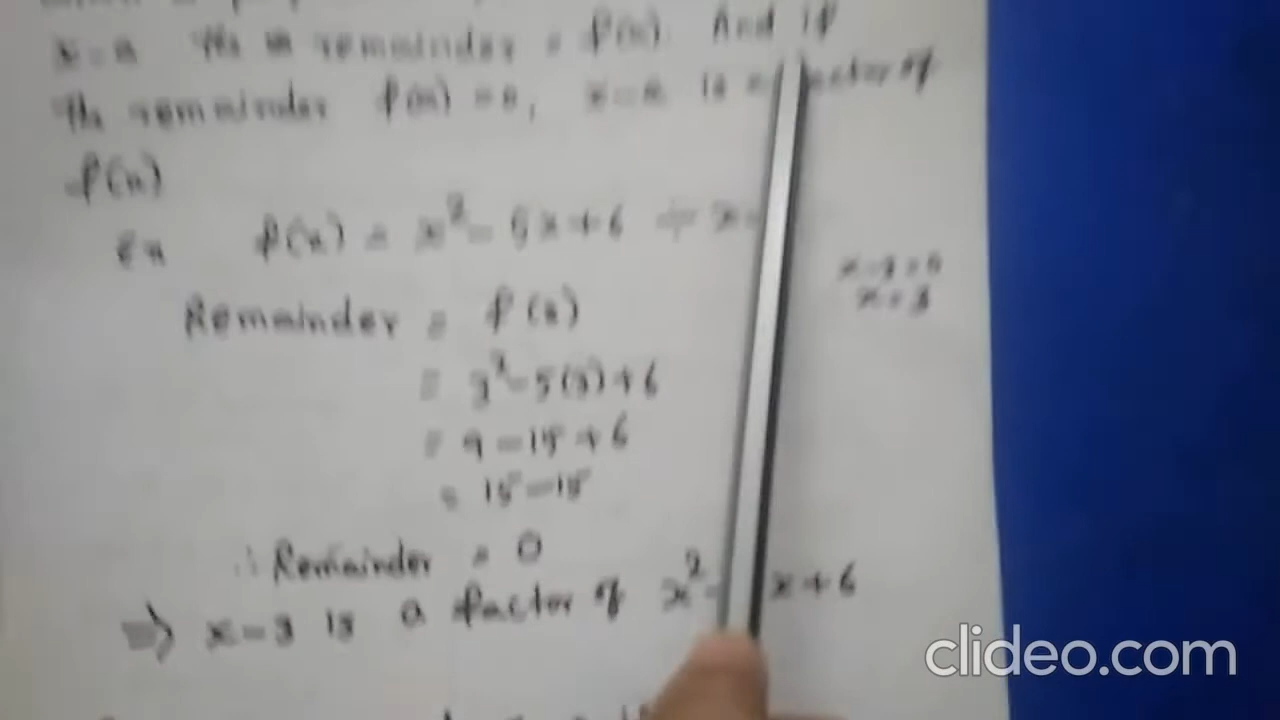 x-a The remainder = f(a). And if
The remainder f(a) = 0, x-a is a factor of
f(x)
Ex f(x) = x² - 5x + 6 ÷ x-
x-3=0
x=3
Remainder = f(3)
= 3² - 5(3) + 6
= 9 - 15 + 6
= 15 - 15
∴ Remainder = 0
⇒ x-3 is a factor of x² - x + 6
clideo.com